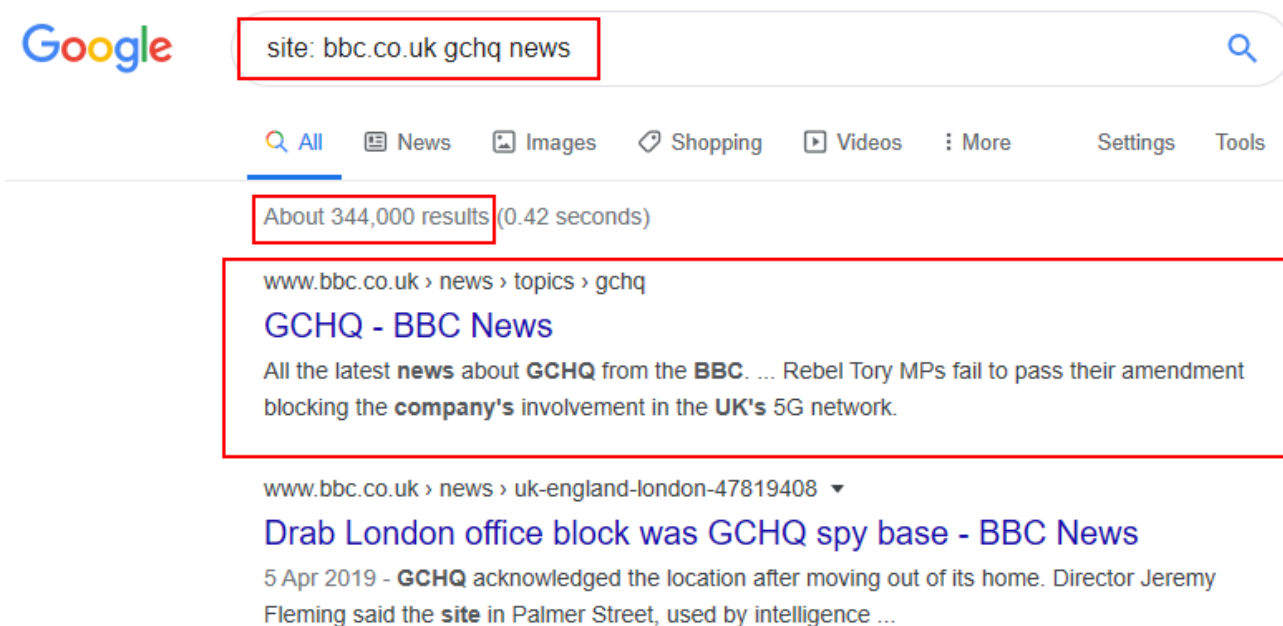 Google
site: bbc.co.uk gchq news
All News Images Shopping Videos More Settings Tools
About 344,000 results (0.42 seconds)
www.bbc.co.uk › news › topics › gchq
GCHQ - BBC News
All the latest news about GCHQ from the BBC. ... Rebel Tory MPs fail to pass their amendment
blocking the company's involvement in the UK's 5G network.
www.bbc.co.uk › news › uk-england-london-47819408
Drab London office block was GCHQ spy base - BBC News
5 Apr 2019 - GCHQ acknowledged the location after moving out of its home. Director Jeremy
Fleming said the site in Palmer Street, used by intelligence ...